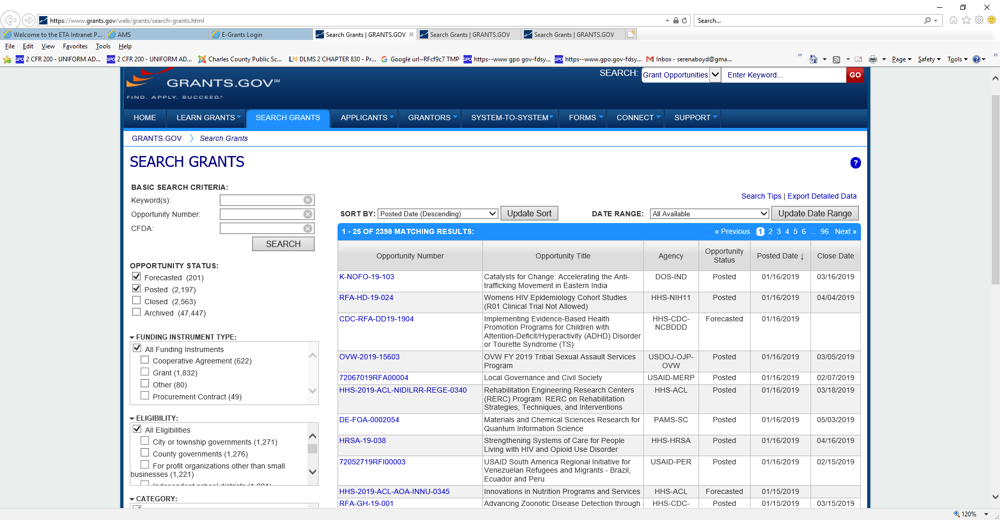 https://www.grants.gov/web/grants/search-grants.html
Search...
Welcome to the ETA Intranet P...
AMS
E-Grants Login
Search Grants | GRANTS.GOV
Search Grants | GRANTS.GOV
Search Grants | GRANTS.GOV
File Edit View Favorites Tools Help
GPO 2 CFR 200 - UNIFORM AD...
GPO 2 CFR 200 - UNIFORM AD...
Charles County Public Sc...
LN DLMS 2 CHAPTER 830 - Pr...
G Google url~RFcf9c7 TMP
GPO https--www gpo gov-fdsy...
GPO https--www.gpo.gov-fdsy...
M Inbox - serenaboyd@gma...
Page Safety Tools
GRANTS.GOV℠
FIND. APPLY. SUCCEED.
SEARCH: Grant Opportunities Enter Keyword... GO
HOME LEARN GRANTS SEARCH GRANTS APPLICANTS GRANTORS SYSTEM-TO-SYSTEM FORMS CONNECT SUPPORT
GRANTS.GOV 〉 Search Grants
SEARCH GRANTS
?
BASIC SEARCH CRITERIA:
Keyword(s):
Opportunity Number:
CFDA:
SEARCH
OPPORTUNITY STATUS:
Forecasted (201)
Posted (2,197)
Closed (2,563)
Archived (47,447)
FUNDING INSTRUMENT TYPE:
All Funding Instruments
Cooperative Agreement (622)
Grant (1,832)
Other (80)
Procurement Contract (49)
ELIGIBILITY:
All Eligibilities
City or township governments (1,271)
County governments (1,276)
For profit organizations other than small
businesses (1,221)
CATEGORY:
Search Tips | Export Detailed Data
SORT BY: Posted Date (Descending) Update Sort DATE RANGE: All Available Update Date Range
1 - 25 OF 2398 MATCHING RESULTS: « Previous 1 2 3 4 5 6 ... 96 Next »
Opportunity Number Opportunity Title Agency Opportunity Status Posted Date ↓ Close Date
K-NOFO-19-103 Catalysts for Change: Accelerating the Anti- DOS-IND Posted 01/16/2019 03/16/2019
trafficking Movement in Eastern India
RFA-HD-19-024 Womens HIV Epidemiology Cohort Studies HHS-NIH11 Posted 01/16/2019 04/04/2019
(R01 Clinical Trial Not Allowed)
CDC-RFA-DD19-1904 Implementing Evidence-Based Health HHS-CDC- Forecasted 01/16/2019
Promotion Programs for Children with NCBDDD
Attention-Deficit/Hyperactivity (ADHD) Disorder
or Tourette Syndrome (TS)
OVW-2019-15603 OVW FY 2019 Tribal Sexual Assault Services USDOJ-OJP- Posted 01/16/2019 03/05/2019
Program OVW
72067019RFA00004 Local Governance and Civil Society USAID-MERP Posted 01/16/2019 02/07/2019
HHS-2019-ACL-NIDILRR-REGE-0340 Rehabilitation Engineering Research Centers HHS-ACL Posted 01/16/2019 03/18/2019
(RERC) Program: RERC on Rehabilitation
Strategies, Techniques, and Interventions
DE-FOA-0002054 Materials and Chemical Sciences Research for PAMS-SC Posted 01/16/2019 05/03/2019
Quantum Information Science
HRSA-19-038 Strengthening Systems of Care for People HHS-HRSA Posted 01/16/2019 04/16/2019
Living with HIV and Opioid Use Disorder
72052719RFI00003 USAID South America Regional Initiative for USAID-PER Posted 01/16/2019 02/15/2019
Venezuelan Refugees and Migrants - Brazil,
Ecuador and Peru
HHS-2019-ACL-AOA-INNU-0345 Innovations in Nutrition Programs and Services HHS-ACL Forecasted 01/15/2019
RFA-GH-19-001 Advancing Zoonotic Disease Detection through HHS-CDC- Posted 01/15/2019 03/15/2019
120%